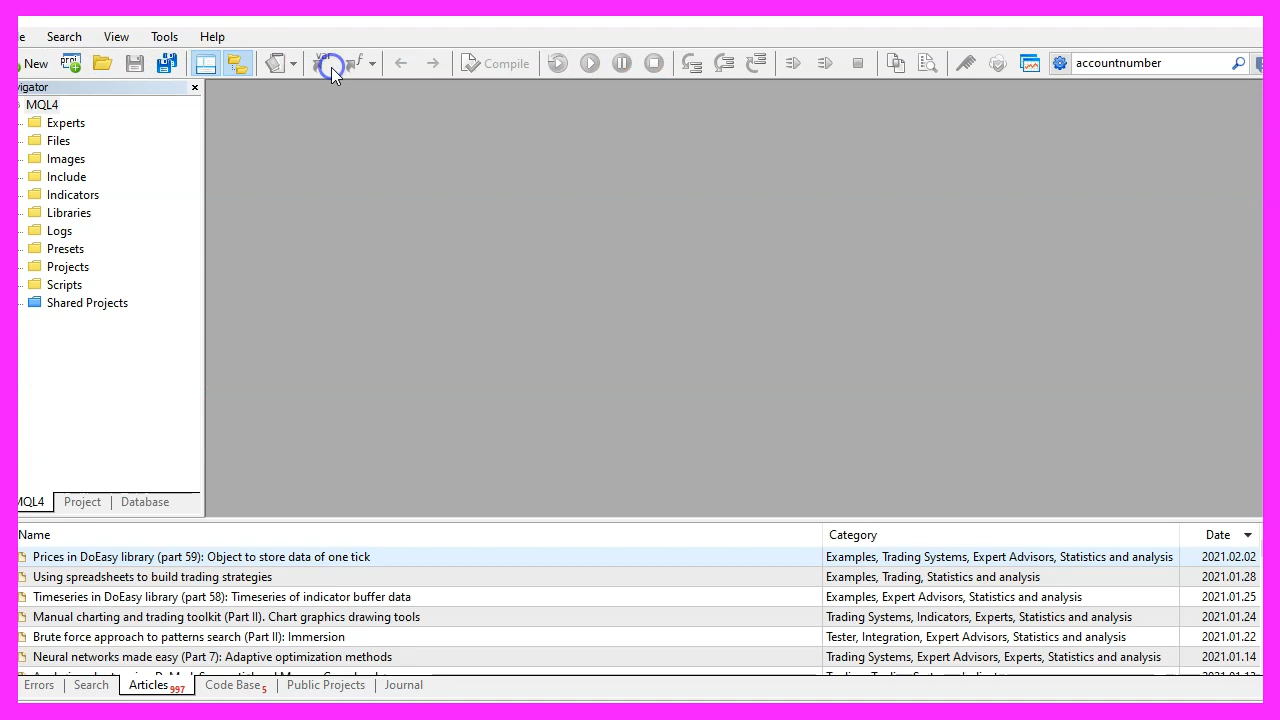 e Search View Tools Help
New Compile accountnumber
vigator
MQL4
Experts
Files
Images
Include
Indicators
Libraries
Logs
Presets
Projects
Scripts
Shared Projects
MQL4 Project Database
Name Category Date
Prices in DoEasy library (part 59): Object to store data of one tick Examples, Trading Systems, Expert Advisors, Statistics and analysis 2021.02.02
Using spreadsheets to build trading strategies Examples, Trading, Statistics and analysis 2021.01.28
Timeseries in DoEasy library (part 58): Timeseries of indicator buffer data Examples, Expert Advisors, Statistics and analysis 2021.01.25
Manual charting and trading toolkit (Part II). Chart graphics drawing tools Trading Systems, Indicators, Experts, Statistics and analysis 2021.01.24
Brute force approach to patterns search (Part II): Immersion Tester, Integration, Expert Advisors, Statistics and analysis 2021.01.22
Neural networks made easy (Part 7): Adaptive optimization methods Trading Systems, Expert Advisors, Experts, Statistics and analysis 2021.01.14
Errors Search Articles 997 Code Base 5 Public Projects Journal